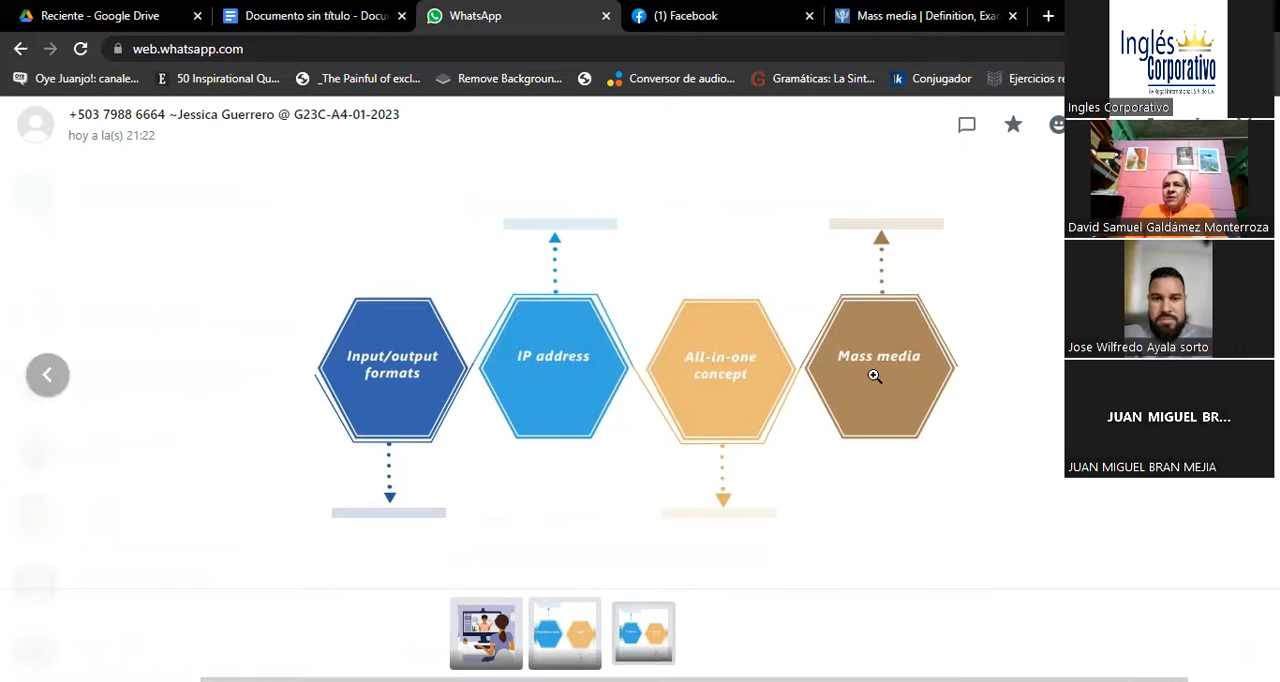 Reciente - Google Drive
Documento sin título - Docu
WhatsApp
(1) Facebook
Mass media | Definition, Exar
web.whatsapp.com
Oye Juanjo!: canale...
50 Inspirational Qu...
_The Painful of excl...
Remove Backgroun...
Conversor de audio...
Gramáticas: La Sint...
Conjugador
Ejercicios re
+503 7988 6664 ~Jessica Guerrero @ G23C-A4-01-2023
hoy a la(s) 21:22
Input/output
formats
IP address
All-in-one
concept
Mass media
Inglés
Corporativo
Ingles Corporativo
David Samuel Galdámez Monterroza
Jose Wilfredo Ayala sorto
JUAN MIGUEL BR...
JUAN MIGUEL BRAN MEJIA